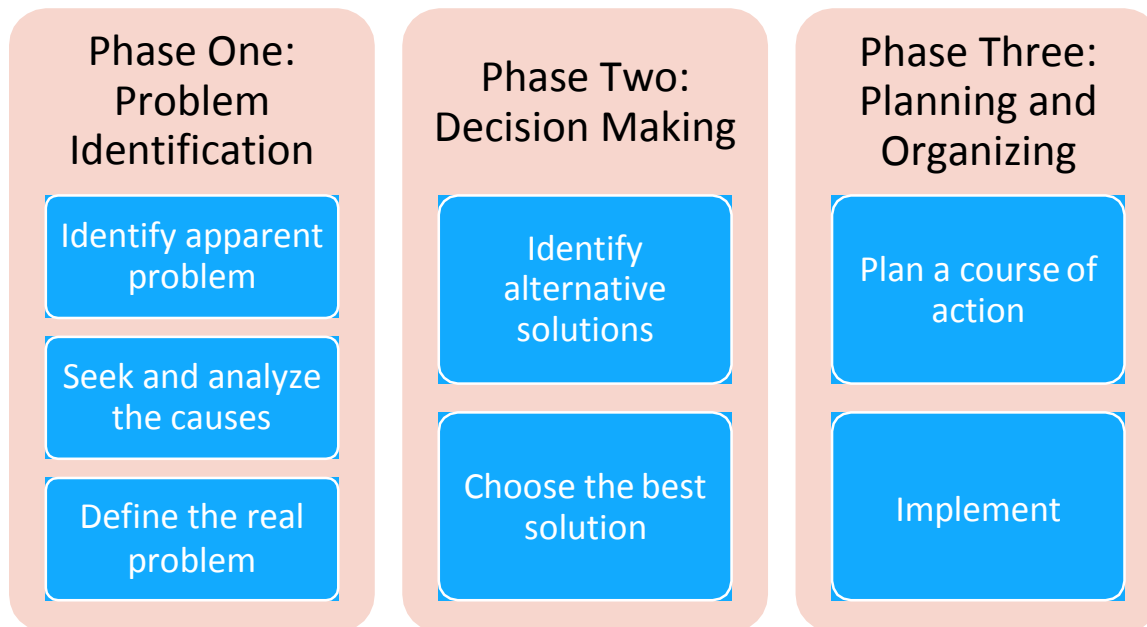 Phase One:
Problem
Identification
Identify apparent
problem
Seek and analyze
the causes
Define the real
problem
Phase Two:
Decision Making
Identify
alternative
solutions
Choose the best
solution
Phase Three:
Planning and
Organizing
Plan a course of
action
Implement